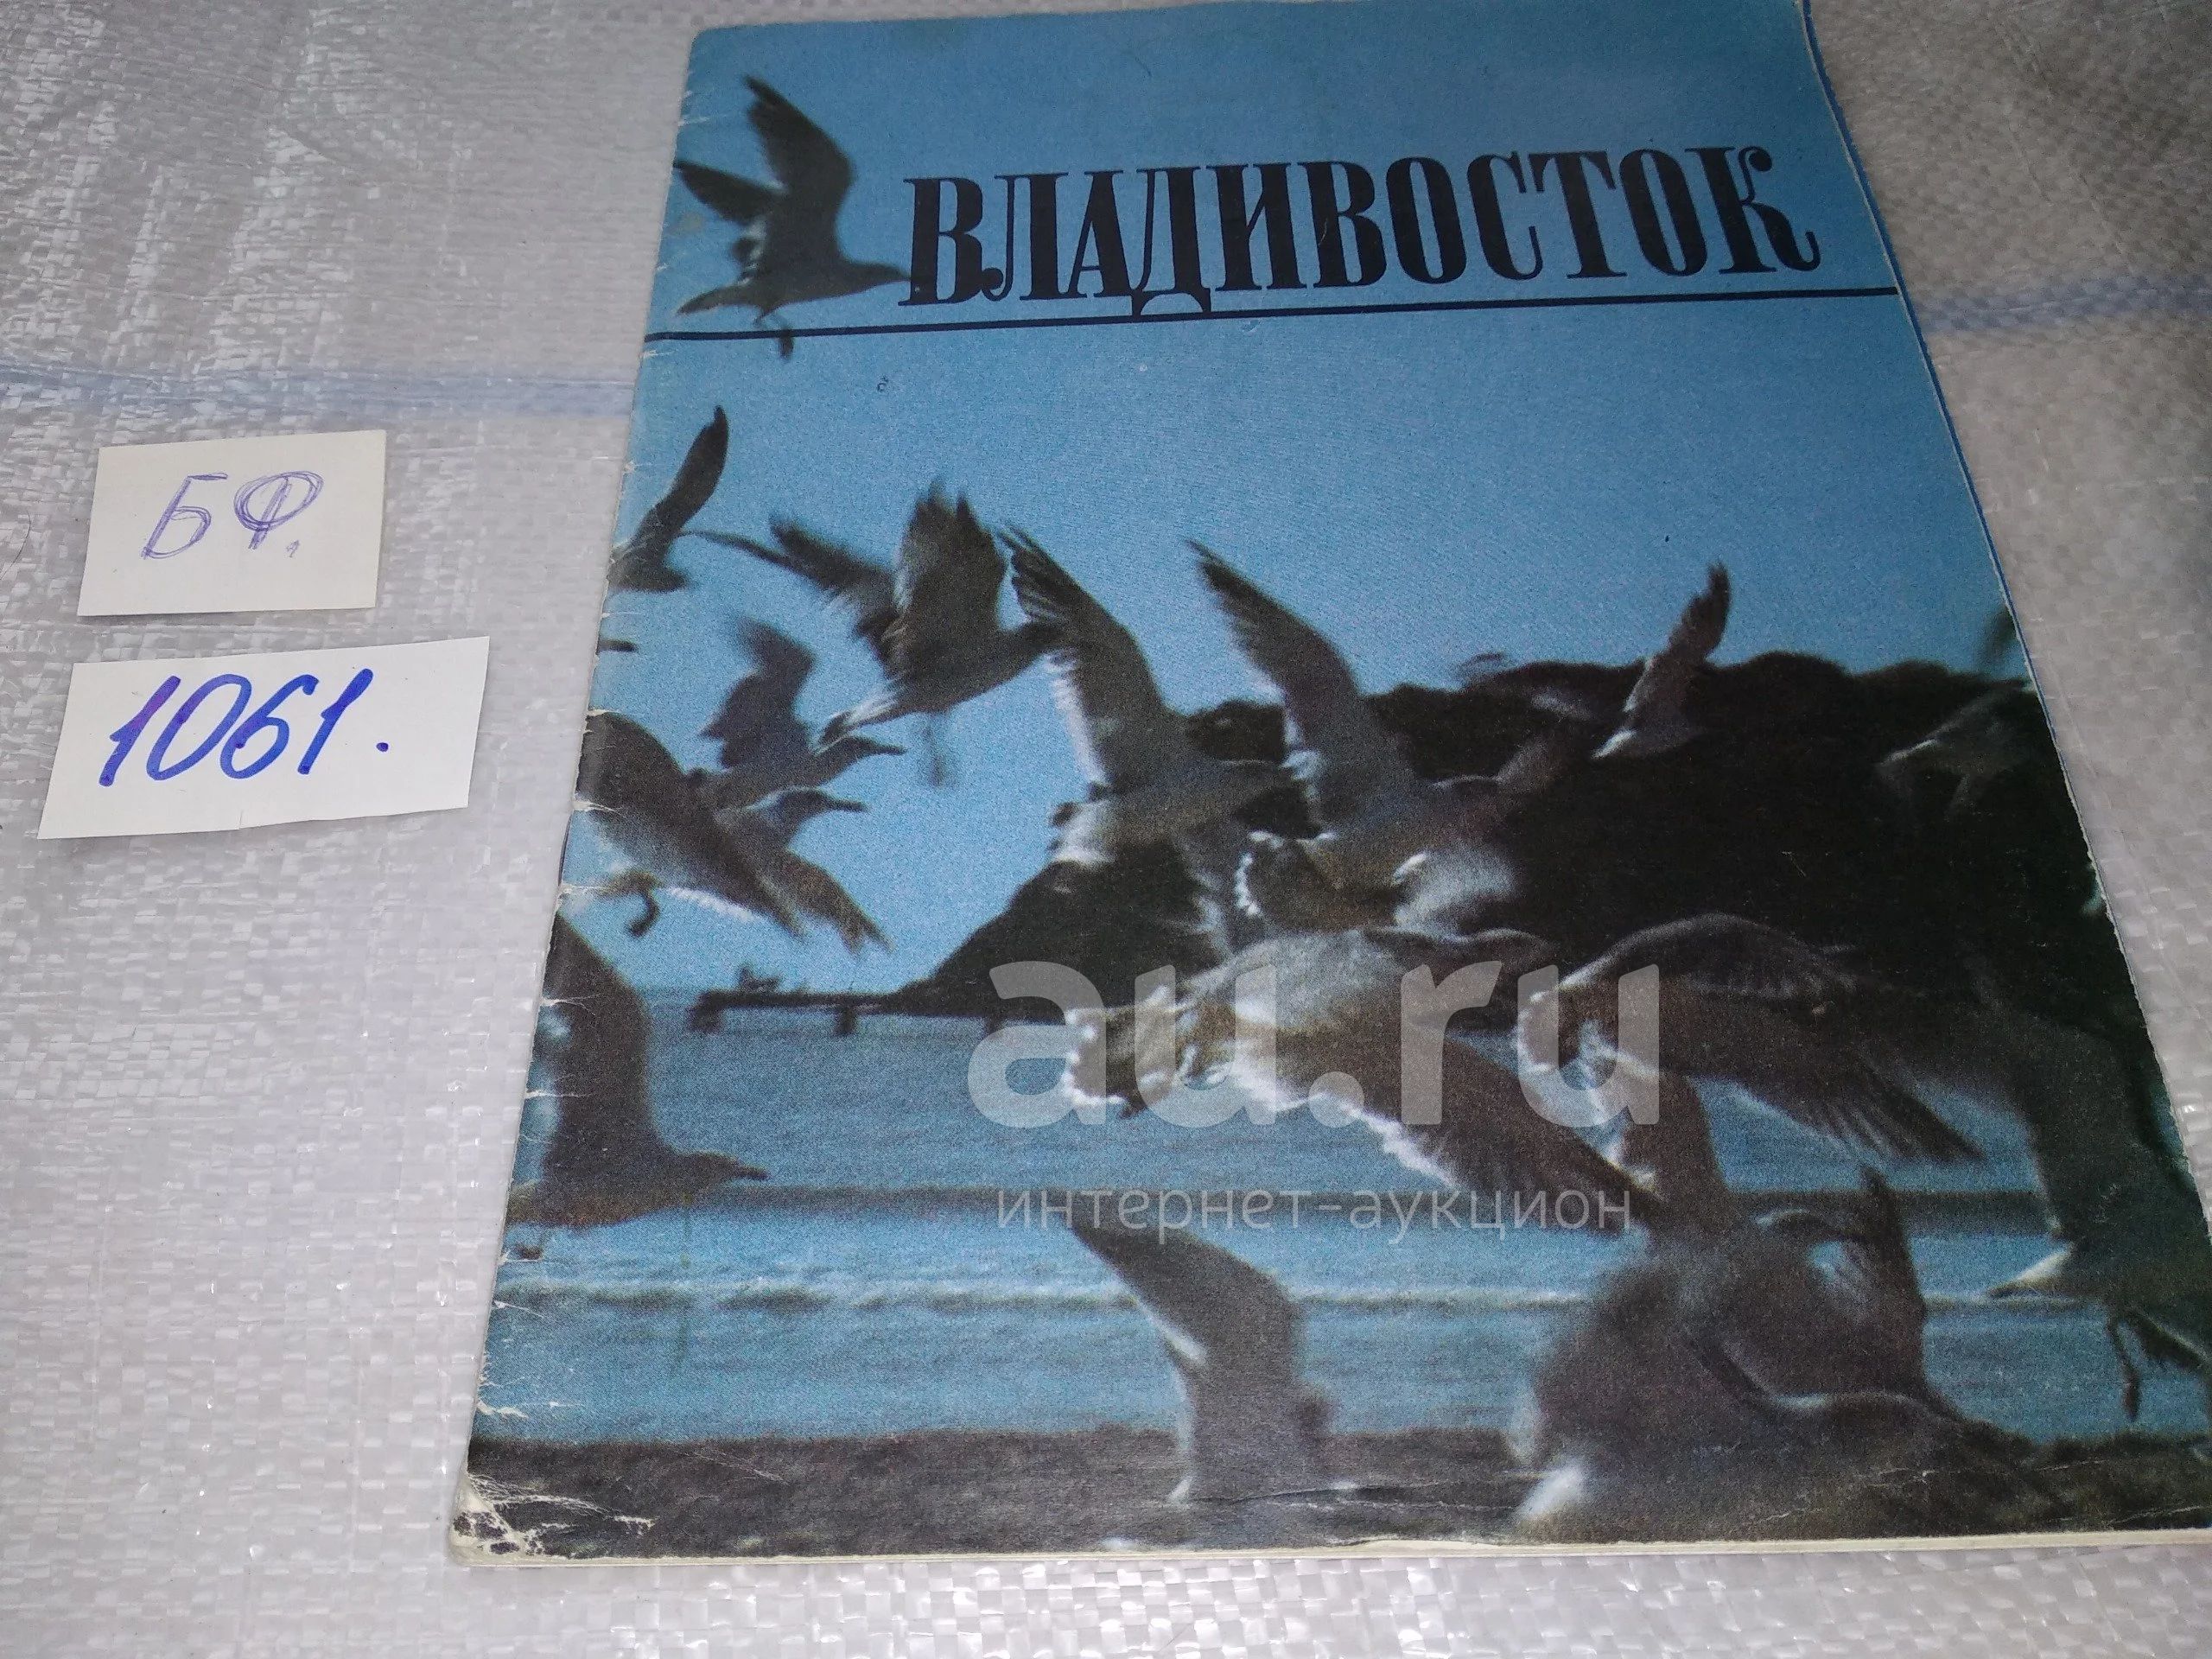 ВЛАДИВОСТОК
БФ.
1061.
au.ru
интернет-аукцион